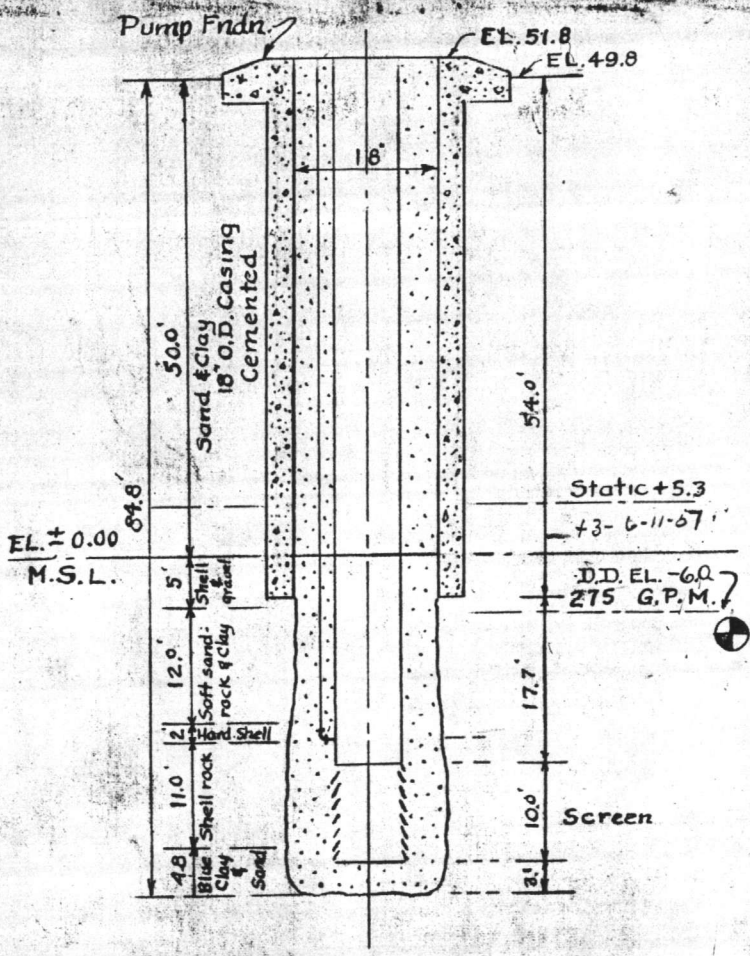 Pump Fndn.
EL. 51.8
EL. 49.8
18"
50.0'
Sand & Clay
18" O.D. Casing
Cemented
84.8'
54.0'
Static +5.3
+3- 6-11-57
EL. ± 0.00
M.S.L.
5'
Shell
&
gravel
D.D. EL. -6.0
275 G.P.M.
12.0'
Soft sand-
rock & Clay
17.7'
2'
Hard Shell
11.0'
Shell rock
10.0'
Screen
4.8
Blue
Clay
&
Sand
3.1'